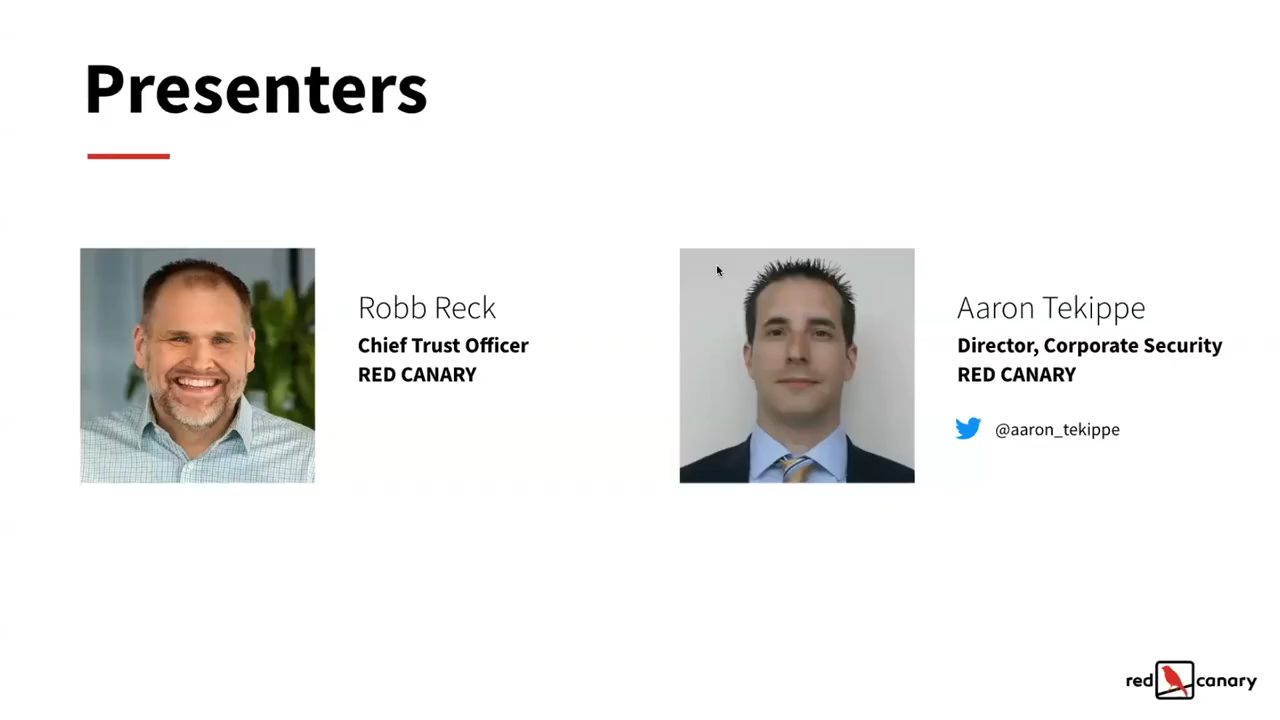 Presenters
Robb Reck
Chief Trust Officer
RED CANARY
Aaron Tekippe
Director, Corporate Security
RED CANARY
@aaron_tekippe
red canary